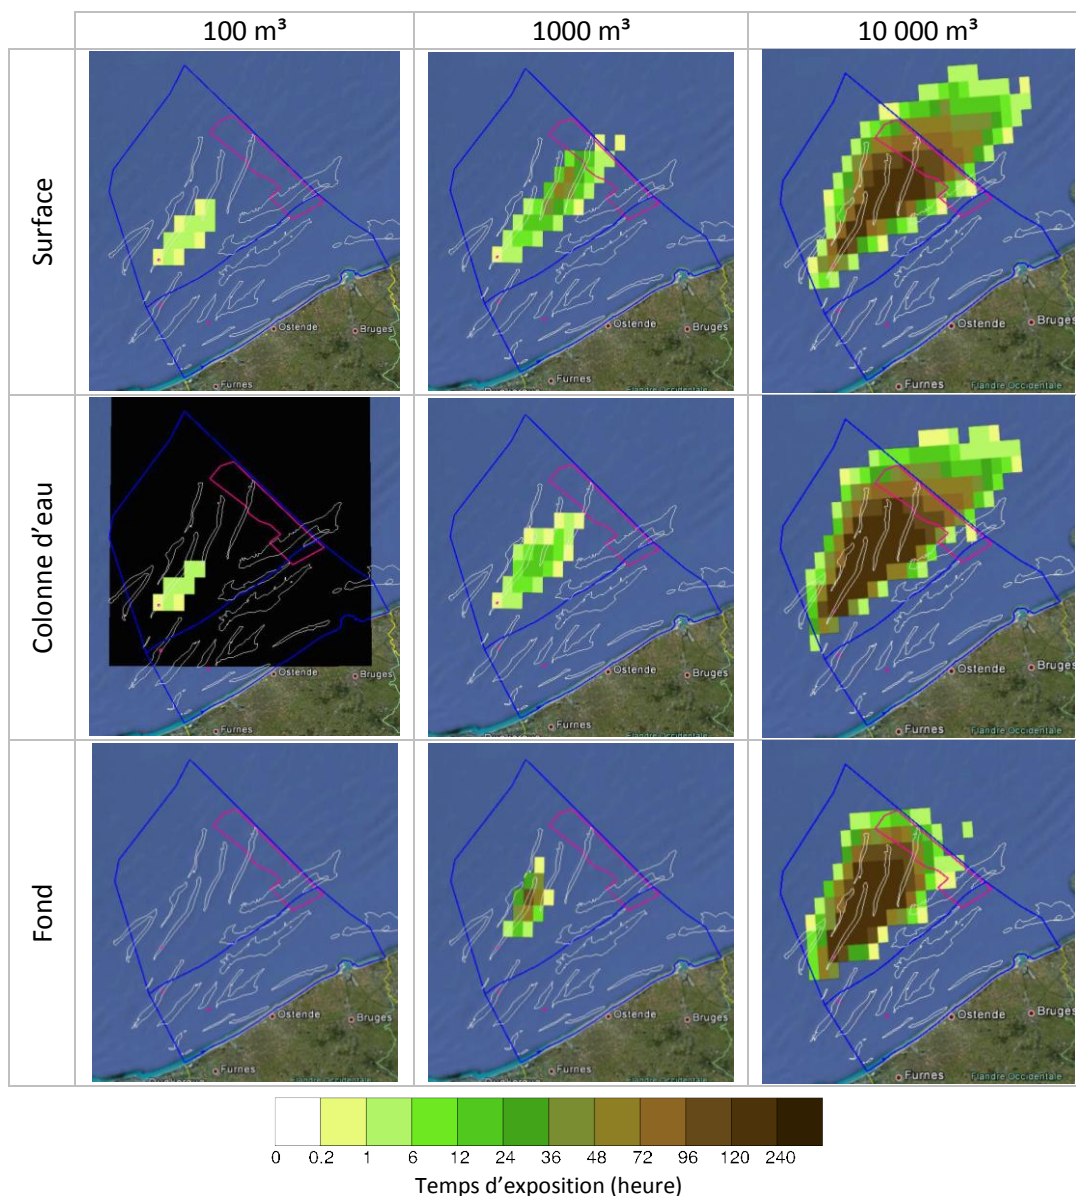 100 m³ 1000 m³ 10 000 m³
Surface
Ostende Bruges
Furnes
Ostende Bruges
Furnes Flandre Occidentale
Ostende Bruges
Furnes Flandre Occidentale
Colonne d'eau
Ostende Bruges
Furnes
Ostende Bruges
Furnes Flandre Occidentale
Ostende Bruges
Furnes Flandre Occidentale
Fond
Ostende Bruges
Furnes
Ostende Bruges
Furnes Flandre Occidentale
Ostende Bruges
Furnes Flandre Occidentale
0 0.2 1 6 12 24 36 48 72 96 120 240
Temps d'exposition (heure)